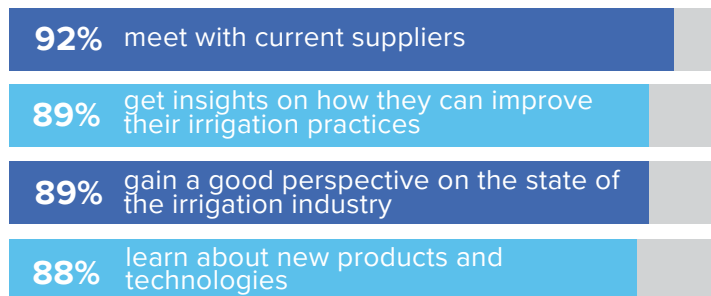 92% meet with current suppliers
89% get insights on how they can improve
their irrigation practices
89% gain a good perspective on the state of
the irrigation industry
88% learn about new products and
technologies